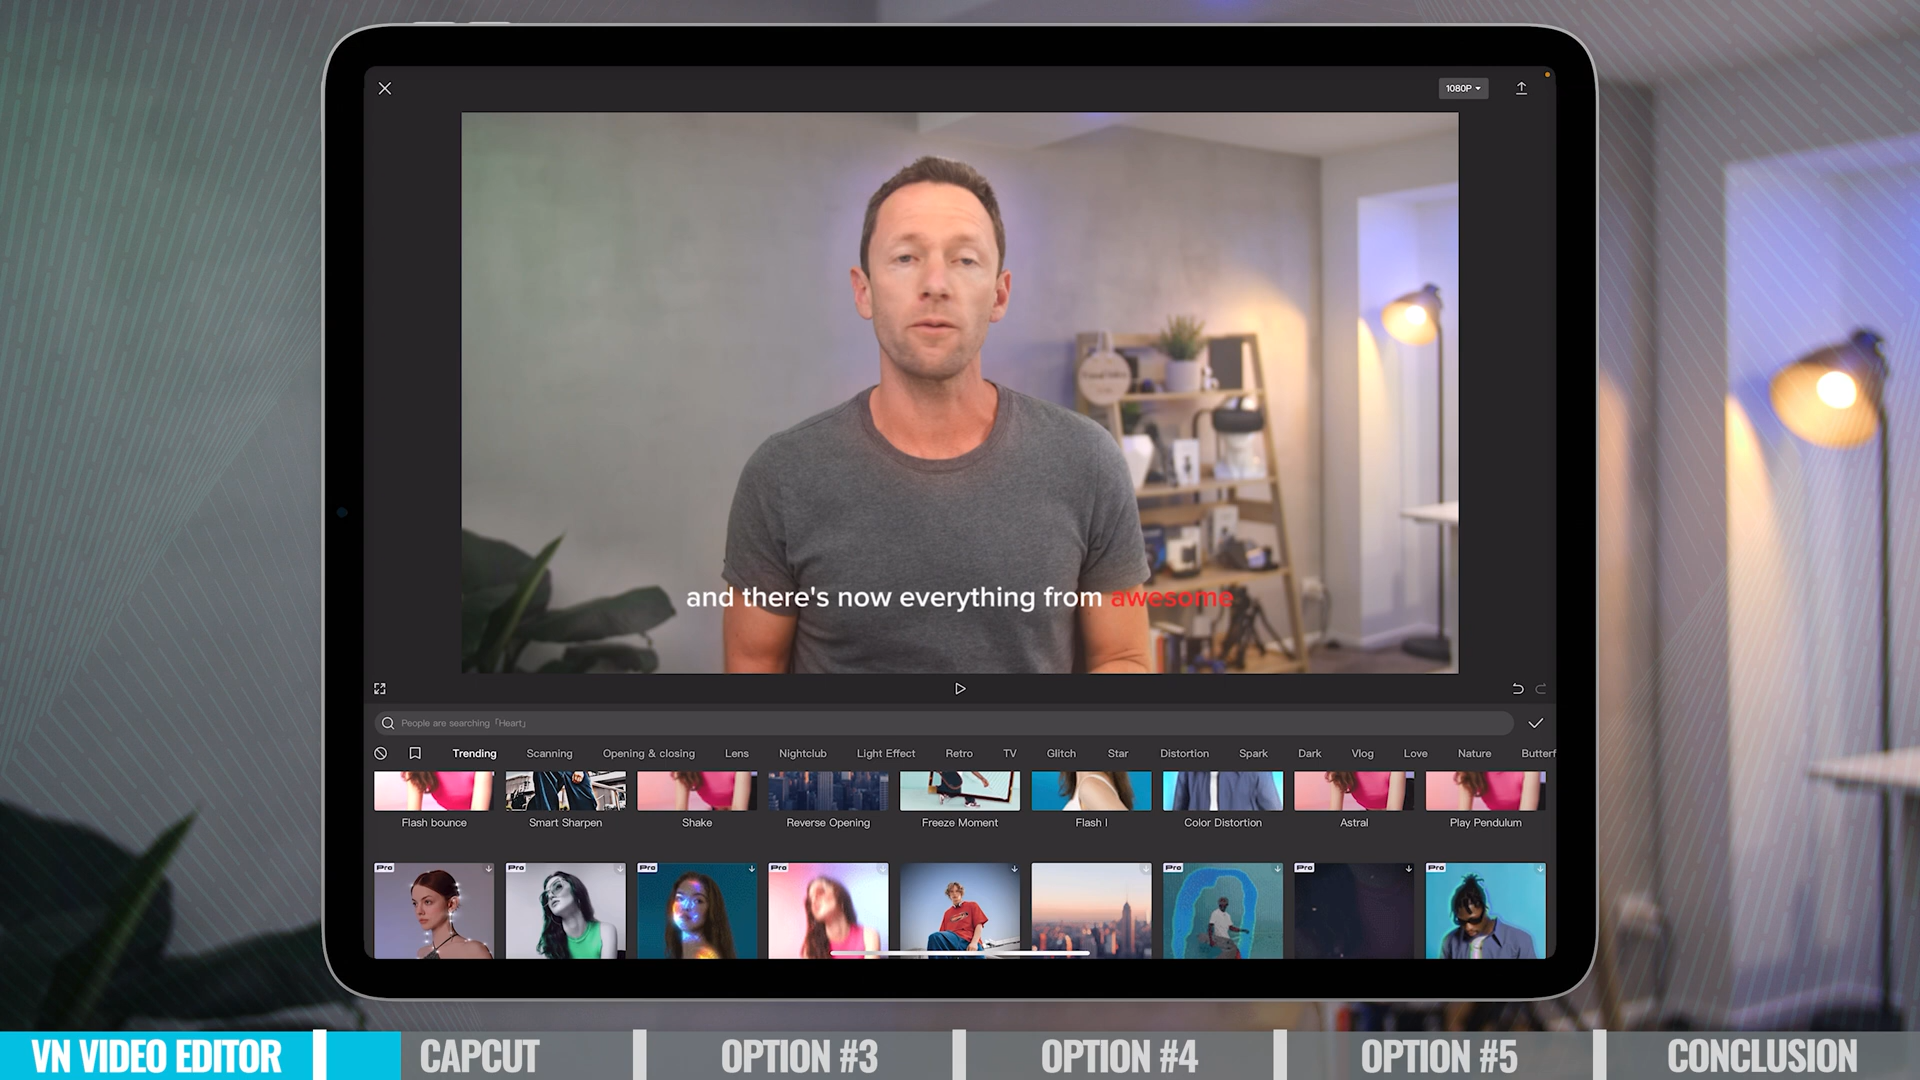 1080P
and there's now everything from awesome
People are searching「Heart」
Trending Scanning Opening & closing Lens Nightclub Light Effect Retro TV Glitch Star Distortion Spark Dark Vlog Love Nature Butterf
Flash bounce Smart Sharpen Shake Reverse Opening Freeze Moment Flash I Color Distortion Astral Play Pendulum
Pro Pro Pro Pro Pro Pro Pro
VN VIDEO EDITOR CAPCUT OPTION #3 OPTION #4 OPTION #5 CONCLUSION